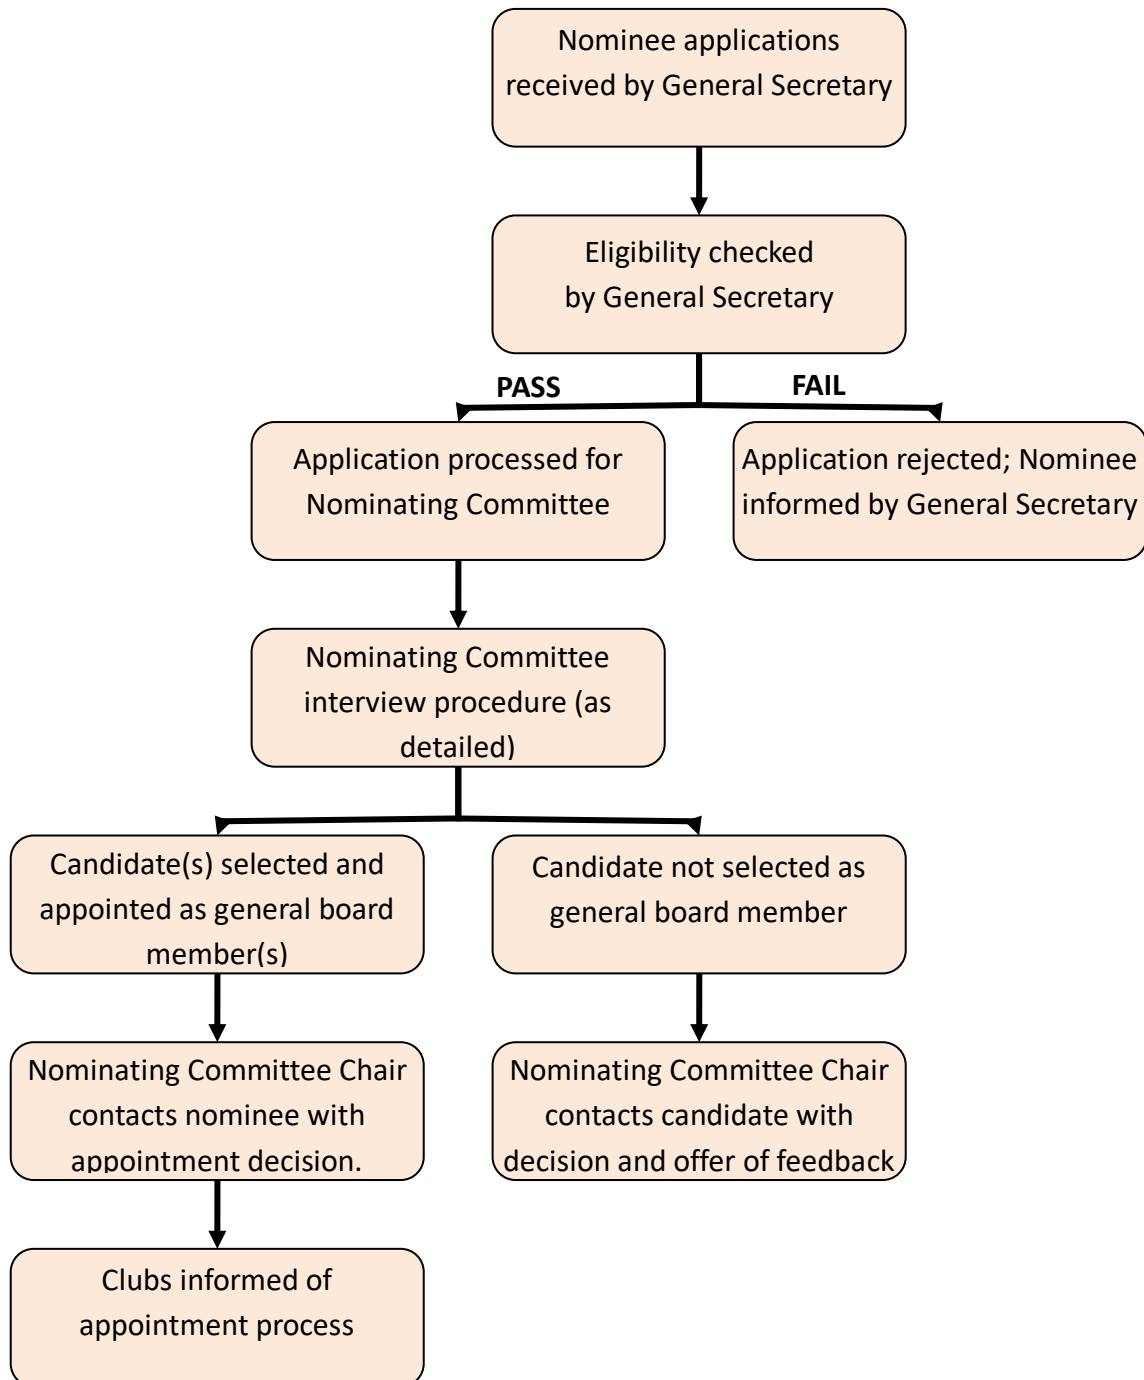 Nominee applications
received by General Secretary
Eligibility checked
by General Secretary
PASS
FAIL
Application processed for
Nominating Committee
Application rejected; Nominee
informed by General Secretary
Nominating Committee
interview procedure (as
detailed)
Candidate(s) selected and
appointed as general board
member(s)
Candidate not selected as
general board member
Nominating Committee Chair
contacts nominee with
appointment decision.
Nominating Committee Chair
contacts candidate with
decision and offer of feedback
Clubs informed of
appointment process